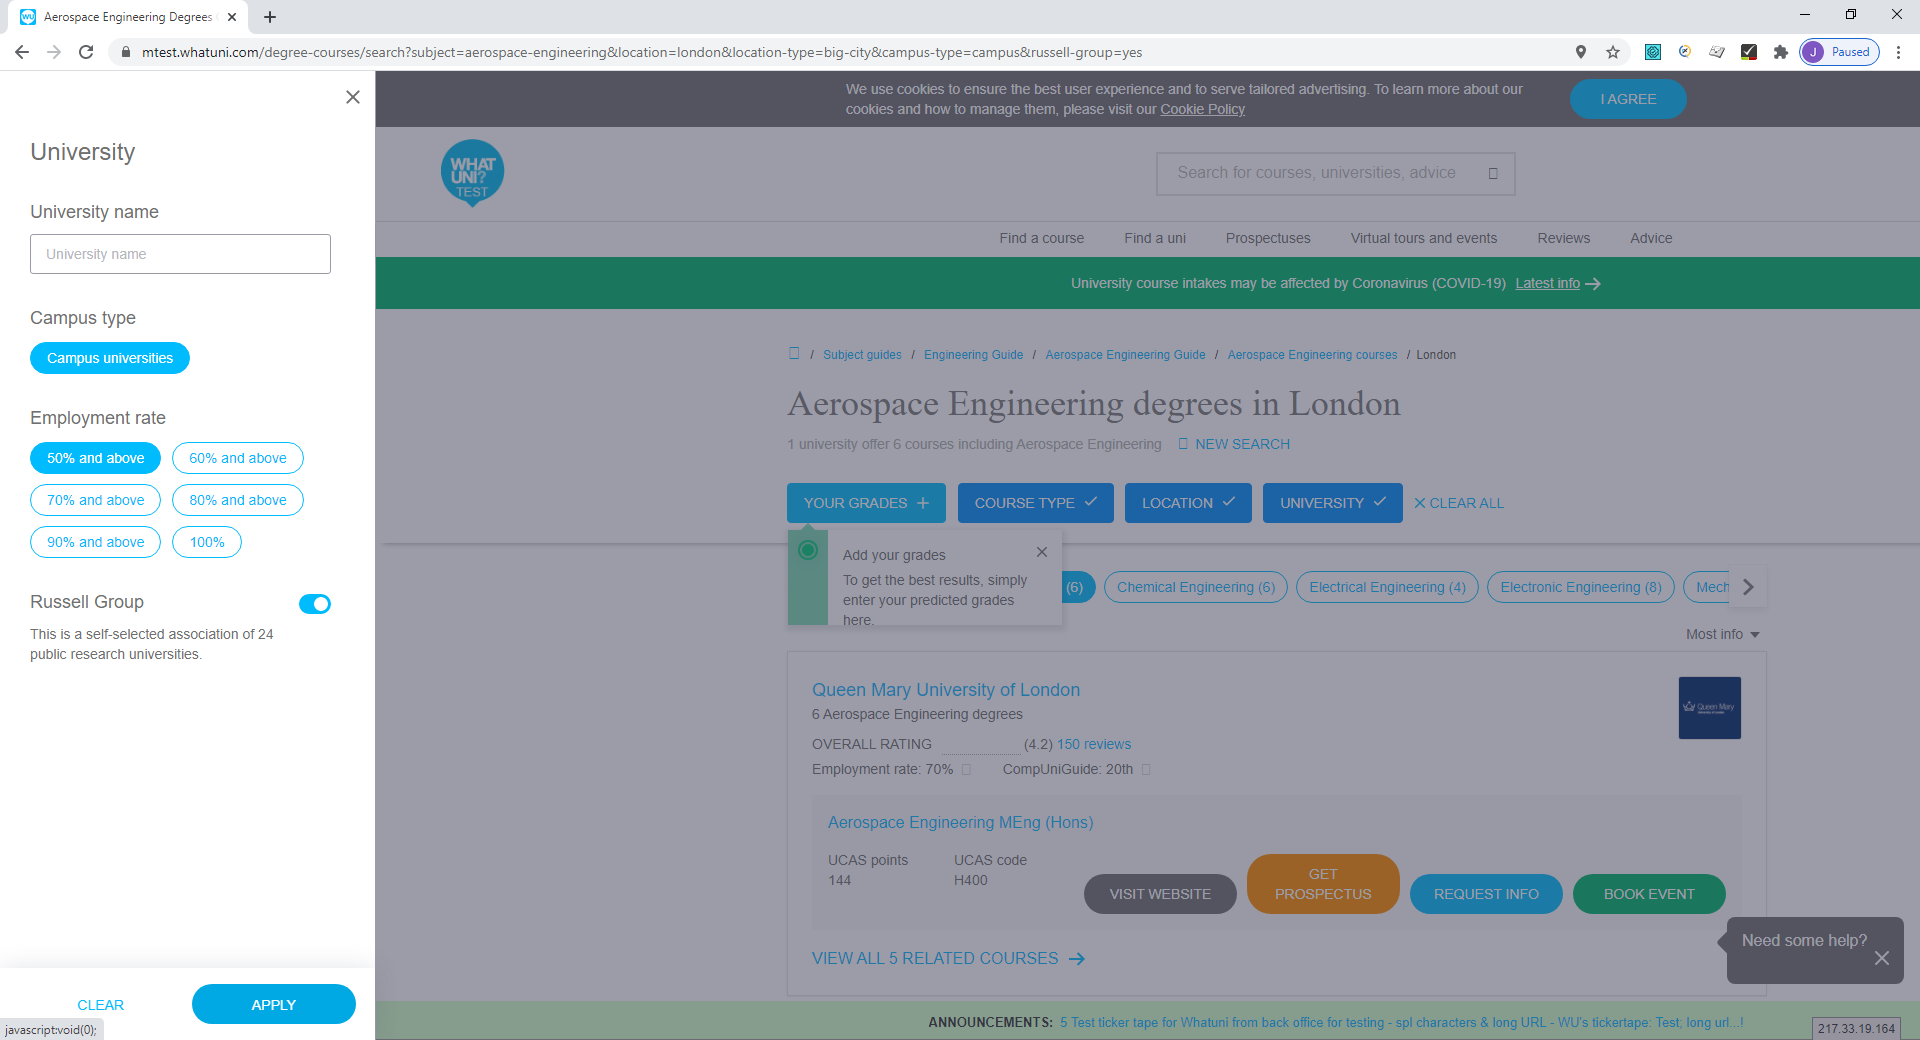 Aerospace Engineering Degrees
mtest.whatuni.com/degree-courses/search?subject=aerospace-engineering&location=london&location-type=big-city&campus-type=campus&russell-group=yes
J Paused
University
University name
University name
Campus type
Campus universities
Employment rate
50% and above
60% and above
70% and above
80% and above
90% and above
100%
Russell Group
This is a self-selected association of 24
public research universities.
CLEAR
APPLY
javascript:void(0);
We use cookies to ensure the best user experience and to serve tailored advertising. To learn more about our
cookies and how to manage them, please visit our Cookie Policy
I AGREE
WHAT
UNI?
TEST
Search for courses, universities, advice
Find a course
Find a uni
Prospectuses
Virtual tours and events
Reviews
Advice
University course intakes may be affected by Coronavirus (COVID-19) Latest info
/ Subject guides / Engineering Guide / Aerospace Engineering Guide / Aerospace Engineering courses / London
Aerospace Engineering degrees in London
1 university offer 6 courses including Aerospace Engineering
NEW SEARCH
YOUR GRADES
COURSE TYPE
LOCATION
UNIVERSITY
CLEAR ALL
Add your grades
To get the best results, simply
enter your predicted grades
here.
(6)
Chemical Engineering (6)
Electrical Engineering (4)
Electronic Engineering (8)
Mech
Most info
Queen Mary University of London
6 Aerospace Engineering degrees
Queen Mary
University of London
OVERALL RATING (4.2) 150 reviews
Employment rate: 70%
CompUniGuide: 20th
Aerospace Engineering MEng (Hons)
UCAS points
144
UCAS code
H400
VISIT WEBSITE
GET
PROSPECTUS
REQUEST INFO
BOOK EVENT
VIEW ALL 5 RELATED COURSES
Need some help?
ANNOUNCEMENTS: 5 Test ticker tape for Whatuni from back office for testing - spl characters & long URL - WU's tickertape: Test; long url...!
217.33.19.164